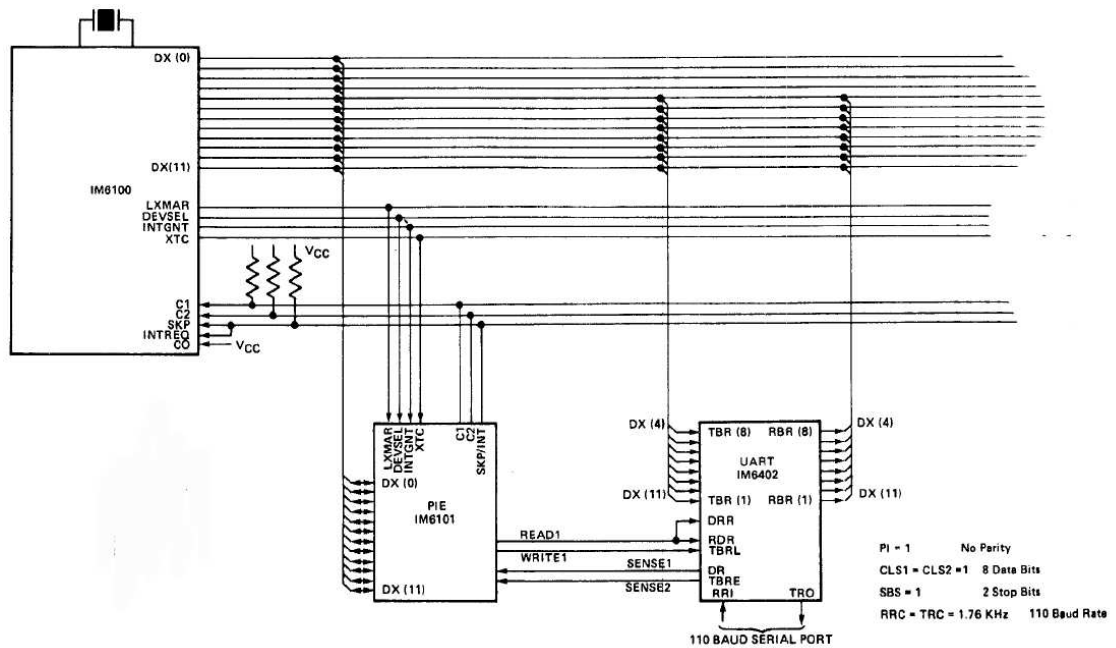 DX (0)
DX(11)
IM6100
LXMAR
DEVSEL
INTGNT
XTC
VCC
C1
C2
SKP
INTREQ
CO
VCC
LXMAR
DEVSEL
INTGNT
XTC
C1
C2
SKP/INT
DX (0)
PIE
IM6101
DX (11)
READ1
WRITE1
SENSE1
SENSE2
DX (4)
DX (11)
TBR (8) RBR (8)
UART
IM6402
TBR (1) RBR (1)
DRR
RDR
TBRL
DR
TBRE
RRI TRO
DX (4)
DX (11)
110 BAUD SERIAL PORT
PI = 1 No Parity
CLS1 = CLS2 = 1 8 Data Bits
SBS = 1 2 Stop Bits
RRC = TRC = 1.76 KHz 110 Baud Rate